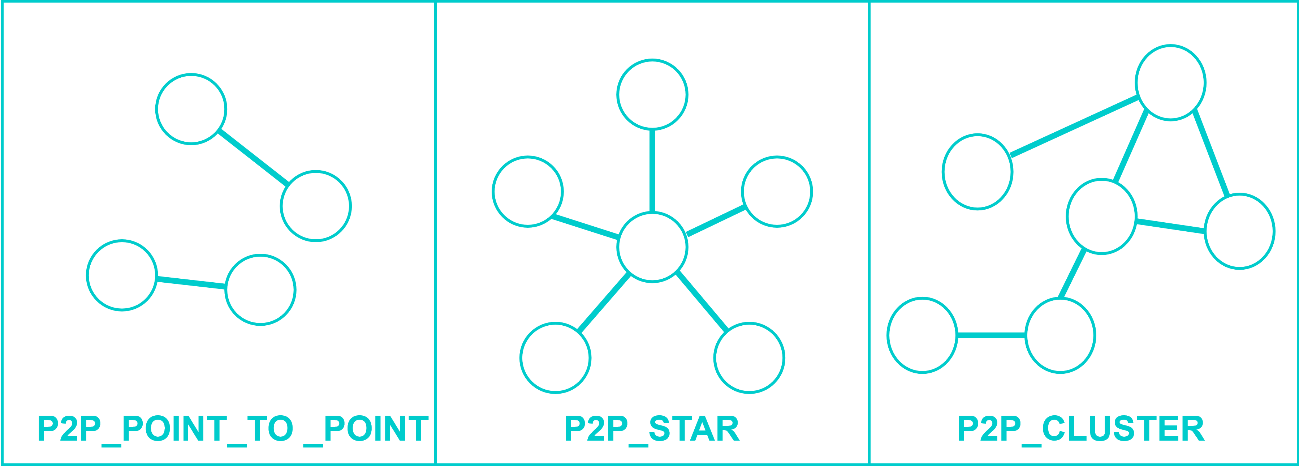 P2P_POINT_TO _POINT
P2P_STAR
P2P_CLUSTER